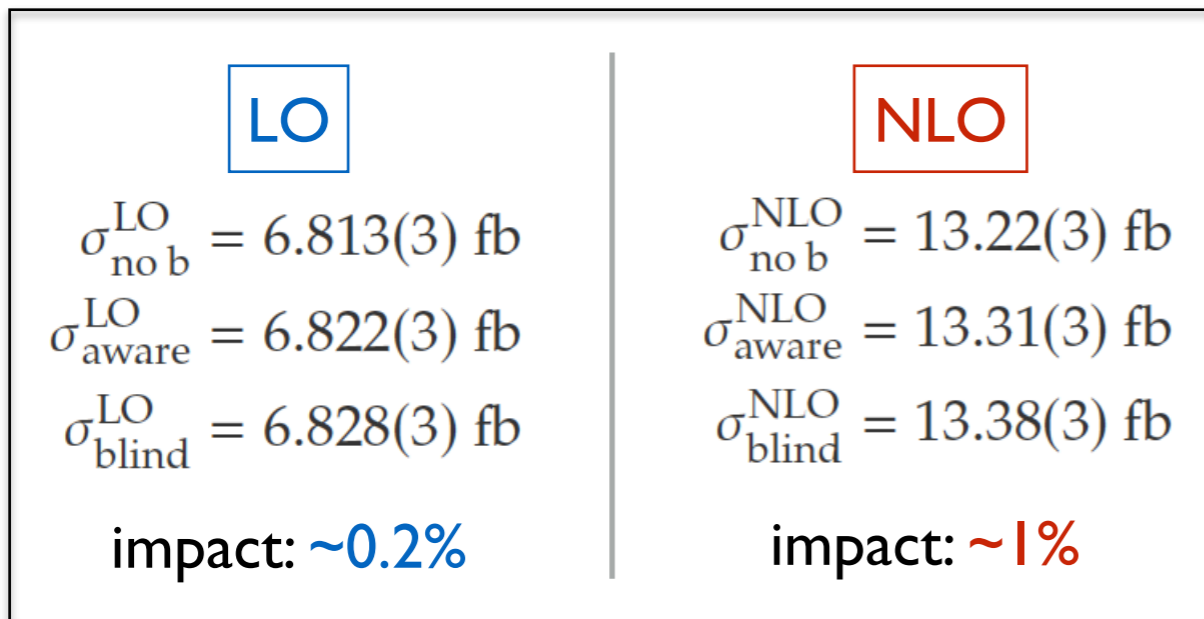 LO
σ^LO_no b = 6.813(3) fb
σ^LO_aware = 6.822(3) fb
σ^LO_blind = 6.828(3) fb
impact: ~0.2%
NLO
σ^NLO_no b = 13.22(3) fb
σ^NLO_aware = 13.31(3) fb
σ^NLO_blind = 13.38(3) fb
impact: ~1%